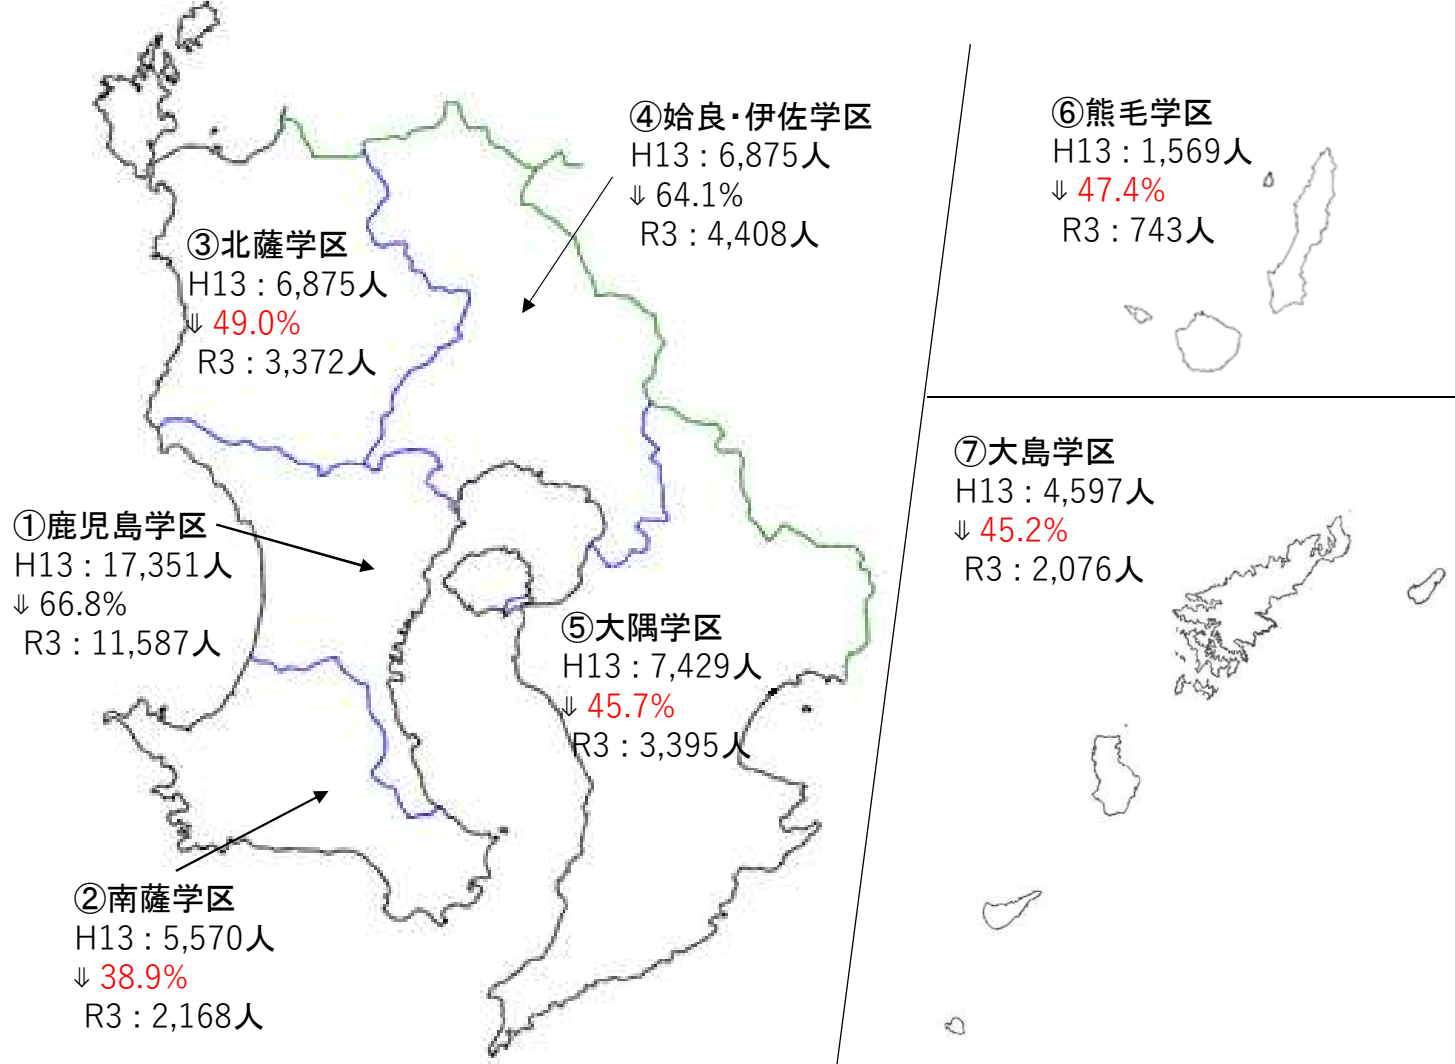 ④姶良・伊佐学区
H13：6,875人
⇓ 64.1%
R3：4,408人
⑥熊毛学区
H13：1,569人
⇓ 47.4%
R3：743人
③北薩学区
H13：6,875人
⇓ 49.0%
R3：3,372人
⑦大島学区
H13：4,597人
⇓ 45.2%
R3：2,076人
①鹿児島学区
H13：17,351人
⇓ 66.8%
R3：11,587人
⑤大隅学区
H13：7,429人
⇓ 45.7%
R3：3,395人
②南薩学区
H13：5,570人
⇓ 38.9%
R3：2,168人